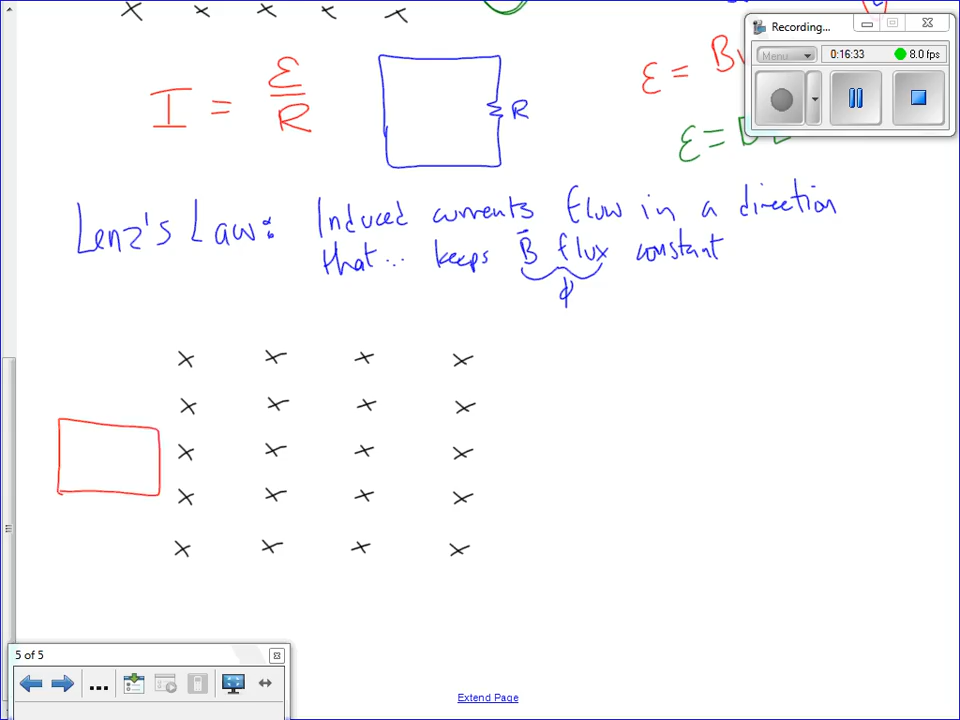 x x x x x
Recording...
Menu
0:16:33
8.0 fps
I = ε/R
R
ε = B
ε =
Lenz's Law: Induced currents flow in a direction
that... keeps B flux constant
ϕ
x x x x
x x x x
x x x x
x x x x
x x x x
5 of 5
...
Extend Page